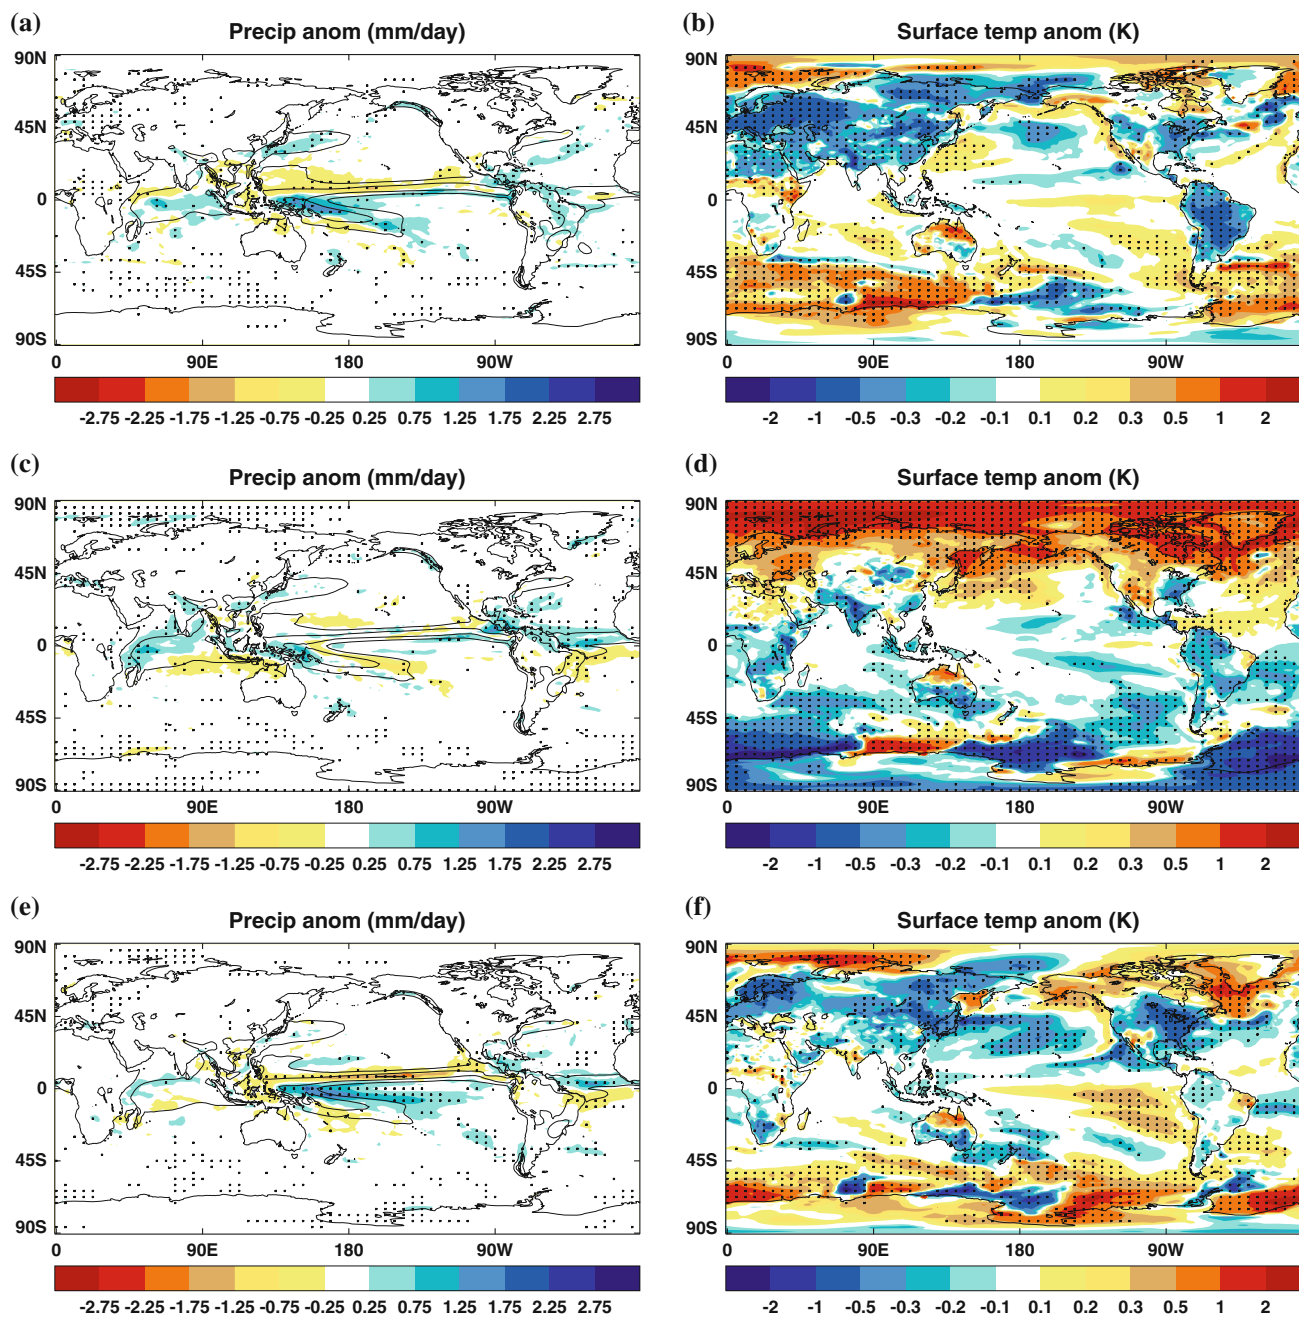 (a)
Precip anom (mm/day)
90N
45N
0
45S
90S
0 90E 180 90W
-2.75 -2.25 -1.75 -1.25 -0.75 -0.25 0.25 0.75 1.25 1.75 2.25 2.75
(b)
Surface temp anom (K)
90N
45N
0
45S
90S
0 90E 180 90W
-2 -1 -0.5 -0.3 -0.2 -0.1 0.1 0.2 0.3 0.5 1 2
(c)
Precip anom (mm/day)
90N
45N
0
45S
90S
0 90E 180 90W
-2.75 -2.25 -1.75 -1.25 -0.75 -0.25 0.25 0.75 1.25 1.75 2.25 2.75
(d)
Surface temp anom (K)
90N
45N
0
45S
90S
0 90E 180 90W
-2 -1 -0.5 -0.3 -0.2 -0.1 0.1 0.2 0.3 0.5 1 2
(e)
Precip anom (mm/day)
90N
45N
0
45S
90S
0 90E 180 90W
-2.75 -2.25 -1.75 -1.25 -0.75 -0.25 0.25 0.75 1.25 1.75 2.25 2.75
(f)
Surface temp anom (K)
90N
45N
0
45S
90S
0 90E 180 90W
-2 -1 -0.5 -0.3 -0.2 -0.1 0.1 0.2 0.3 0.5 1 2